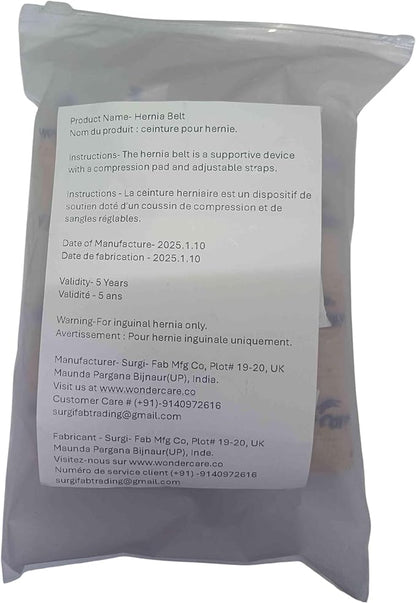 Product Name- Hernia Belt
Nom du produit : ceinture pour hernie.
Instructions- The hernia belt is a supportive device
with a compression pad and adjustable straps.
Instructions - La ceinture herniaire est un dispositif de
soutien doté d'un coussin de compression et de
sangles réglables.
Date of Manufacture- 2025.1.10
Date de fabrication - 2025.1.10
Validity- 5 Years
Validité - 5 ans
Warning-For inguinal hernia only.
Avertissement : Pour hernie inguinale uniquement.
Manufacturer- Surgi- Fab Mfg Co, Plot# 19-20, UK
Maunda Pargana Bijnaur(UP), India.
Visit us at www.wondercare.co
Customer Care # (+91)-9140972616
surgifabtrading@gmail.com
Fabricant - Surgi- Fab Mfg Co, Plot# 19-20, UK
Maunda Pargana Bijnaur(UP), Inde.
Visitez-nous sur www.wondercare.co
Numéro de service client (+91) -9140972616
surgifabtrading@gmail.com